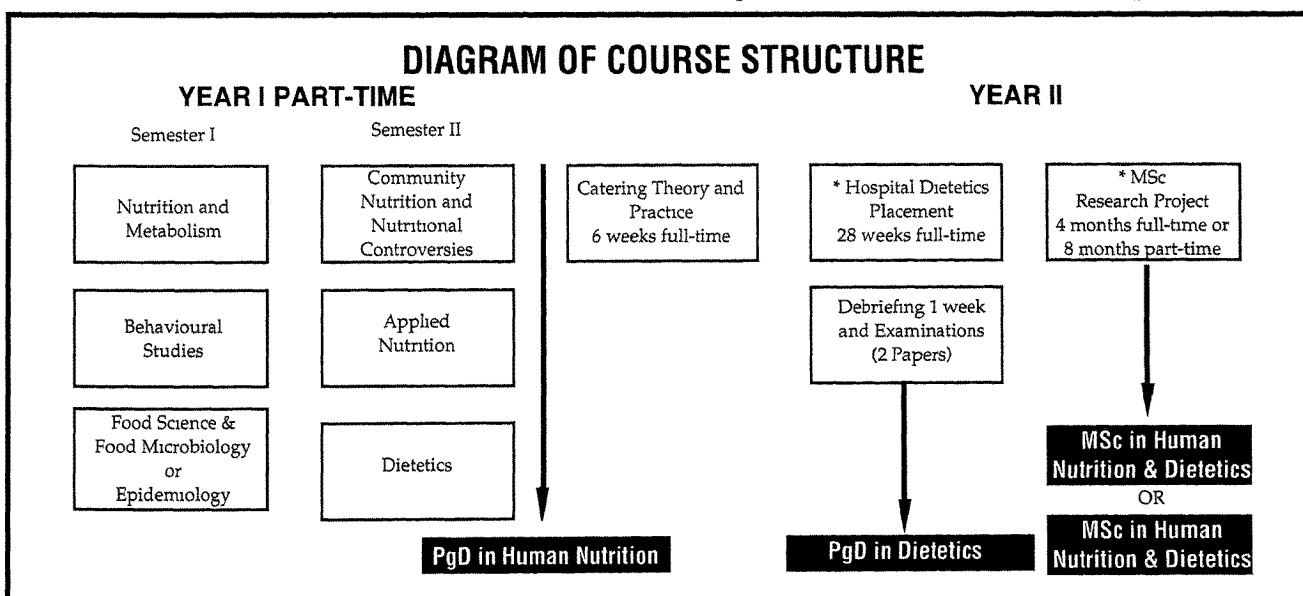 DIAGRAM OF COURSE STRUCTURE
YEAR I PART-TIME
YEAR II
Semester I
Semester II
Nutrition and
Metabolism
Community
Nutrition and
Nutritional
Controversies
Catering Theory and
Practice
6 weeks full-time
* Hospital Dietetics
Placement
28 weeks full-time
* MSc
Research Project
4 months full-time or
8 months part-time
Behavioural
Studies
Applied
Nutrition
Debriefing 1 week
and Examinations
(2 Papers)
Food Science &
Food Microbiology
or
Epidemiology
Dietetics
MSc in Human
Nutrition & Dietetics
OR
MSc in Human
Nutrition & Dietetics
PgD in Human Nutrition
PgD in Dietetics